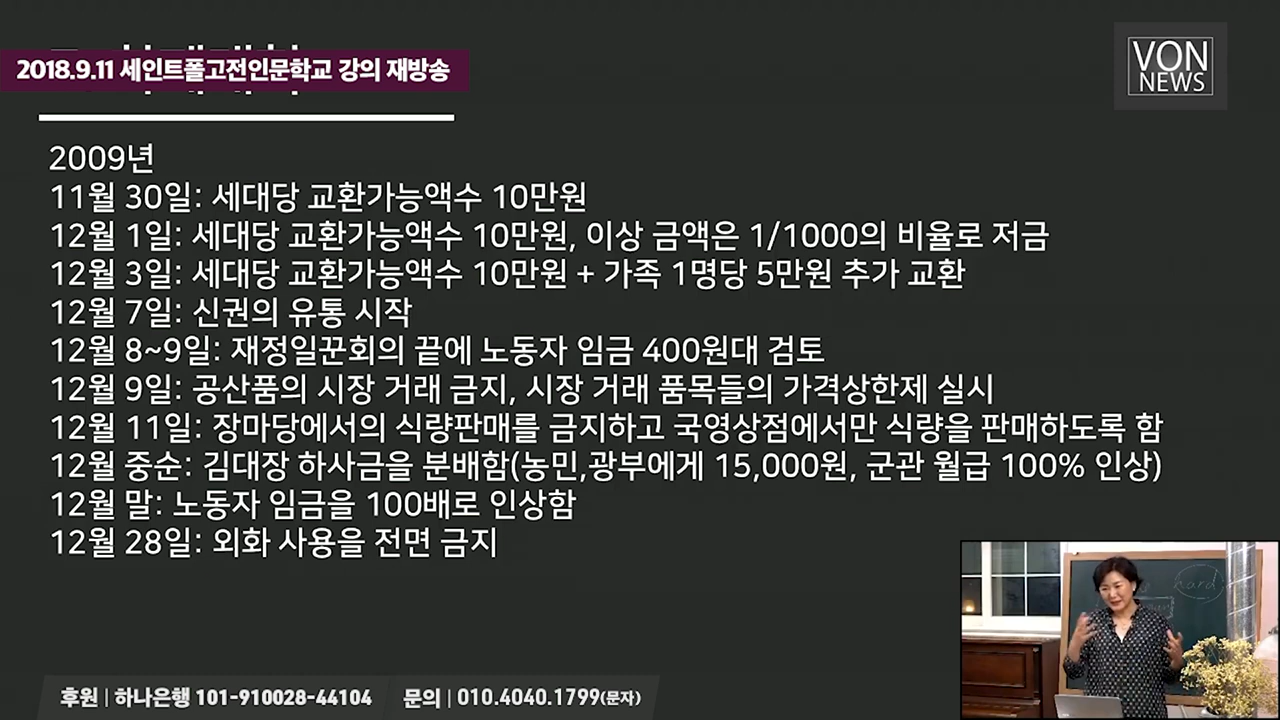 2018.9.11 세인트폴고전인문학교 강의 재방송
VON
NEWS
2009년
11월 30일: 세대당 교환가능액수 10만원
12월 1일: 세대당 교환가능액수 10만원, 이상 금액은 1/1000의 비율로 저금
12월 3일: 세대당 교환가능액수 10만원 + 가족 1명당 5만원 추가 교환
12월 7일: 신권의 유통 시작
12월 8~9일: 재정일꾼회의 끝에 노동자 임금 400원대 검토
12월 9일: 공산품의 시장 거래 금지, 시장 거래 품목들의 가격상한제 실시
12월 11일: 장마당에서의 식량판매를 금지하고 국영상점에서만 식량을 판매하도록 함
12월 중순: 김대장 하사금을 분배함(농민,광부에게 15,000원, 군관 월급 100% 인상)
12월 말: 노동자 임금을 100배로 인상함
12월 28일: 외화 사용을 전면 금지
hard
후원 | 하나은행 101-910028-44104 문의 | 010.4040.1799(문자)